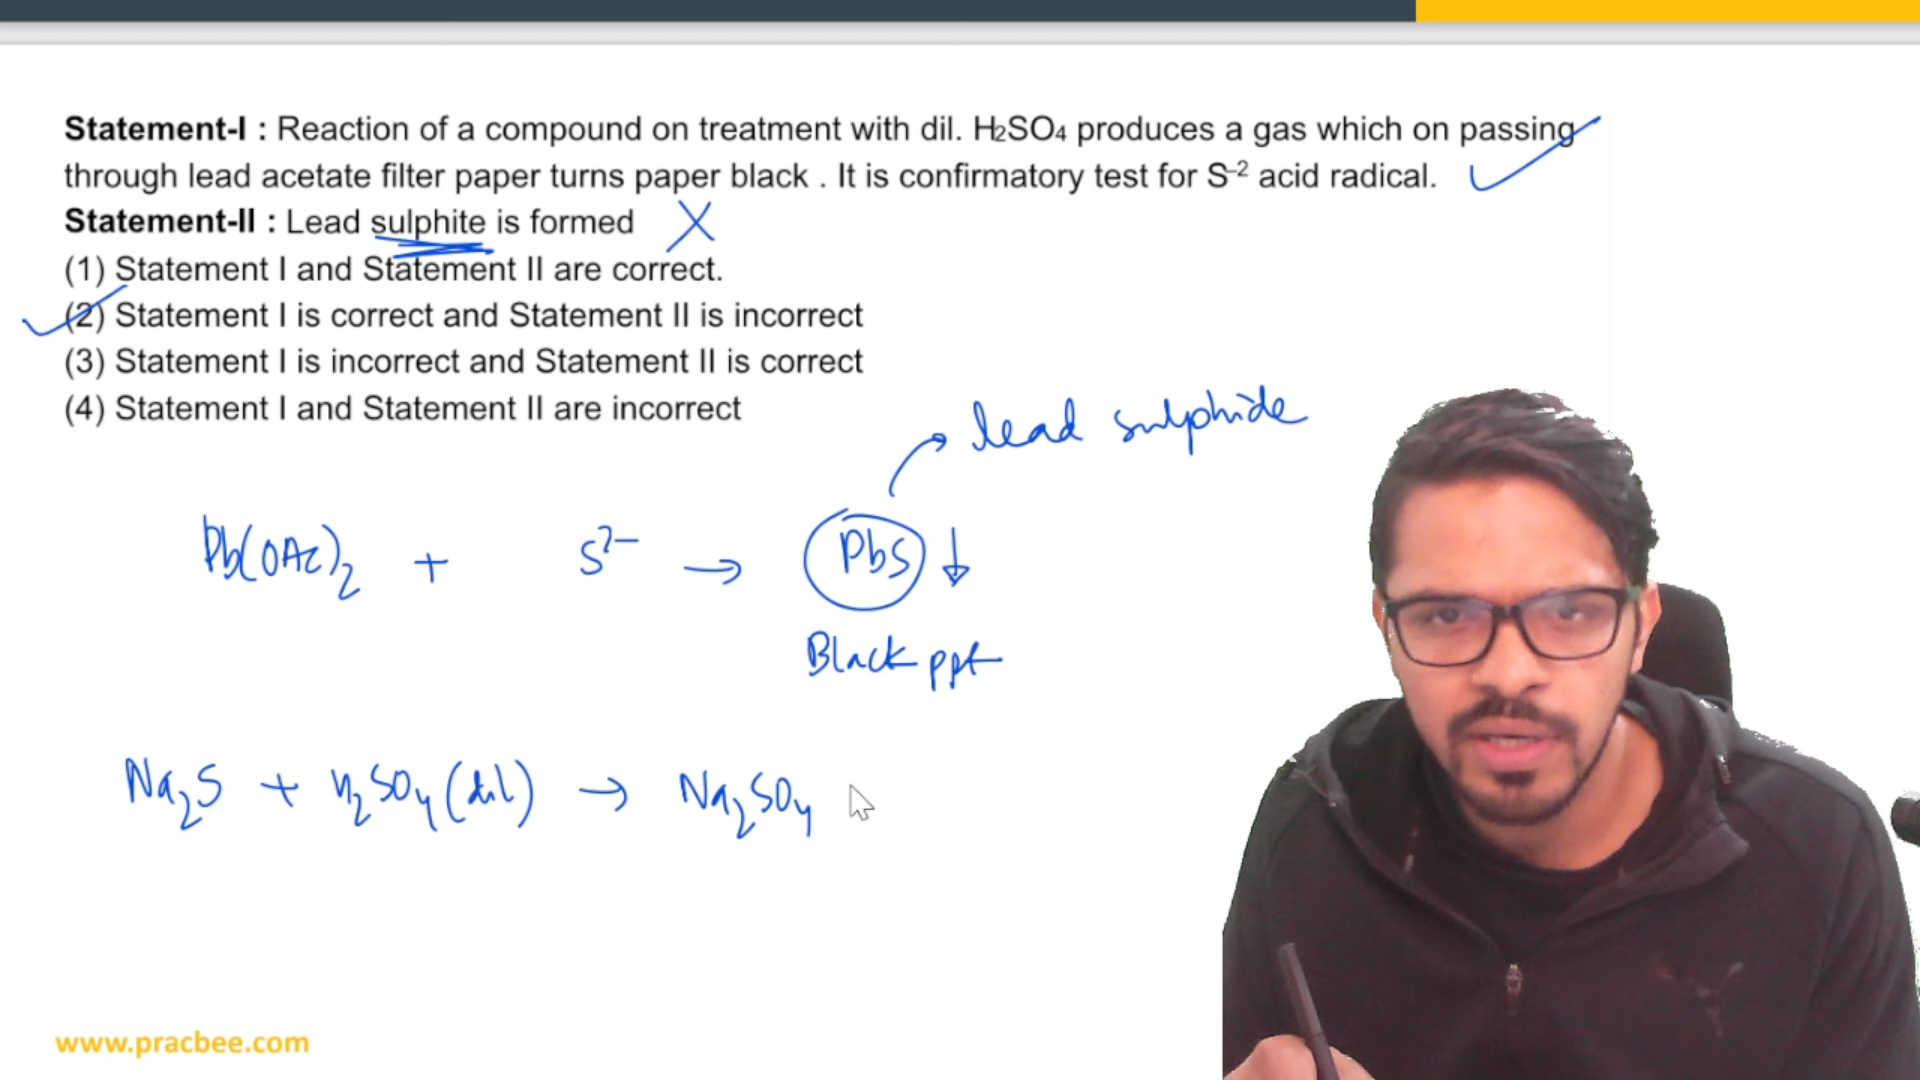 Statement-I : Reaction of a compound on treatment with dil. H₂SO₄ produces a gas which on passing
through lead acetate filter paper turns paper black . It is confirmatory test for S⁻² acid radical.
Statement-II : Lead sulphite is formed
(1) Statement I and Statement II are correct.
(2) Statement I is correct and Statement II is incorrect
(3) Statement I is incorrect and Statement II is correct
(4) Statement I and Statement II are incorrect
lead sulphide
Pb(OAc)₂ + S²⁻ → PbS ↓
Black ppt
Na₂S + H₂SO₄ (dil) → Na₂SO₄
www.pracbee.com